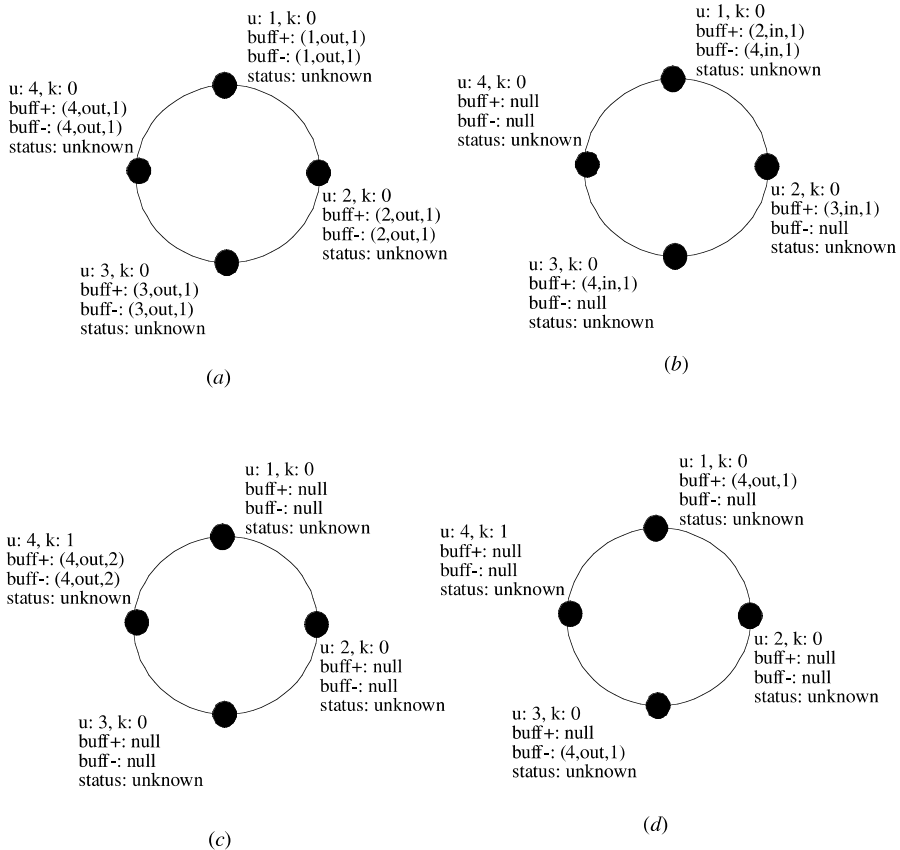 u: 1, k: 0
buff+: (1,out,1)
buff-: (1,out,1)
status: unknown
u: 4, k: 0
buff+: (4,out,1)
buff-: (4,out,1)
status: unknown
u: 2, k: 0
buff+: (2,out,1)
buff-: (2,out,1)
status: unknown
u: 3, k: 0
buff+: (3,out,1)
buff-: (3,out,1)
status: unknown
(a)
u: 1, k: 0
buff+: (2,in,1)
buff-: (4,in,1)
status: unknown
u: 4, k: 0
buff+: null
buff-: null
status: unknown
u: 2, k: 0
buff+: (3,in,1)
buff-: null
status: unknown
u: 3, k: 0
buff+: (4,in,1)
buff-: null
status: unknown
(b)
u: 1, k: 0
buff+: null
buff-: null
status: unknown
u: 4, k: 1
buff+: (4,out,2)
buff-: (4,out,2)
status: unknown
u: 2, k: 0
buff+: null
buff-: null
status: unknown
u: 3, k: 0
buff+: null
buff-: null
status: unknown
(c)
u: 1, k: 0
buff+: (4,out,1)
buff-: null
status: unknown
u: 4, k: 1
buff+: null
buff-: null
status: unknown
u: 2, k: 0
buff+: null
buff-: null
status: unknown
u: 3, k: 0
buff+: null
buff-: (4,out,1)
status: unknown
(d)